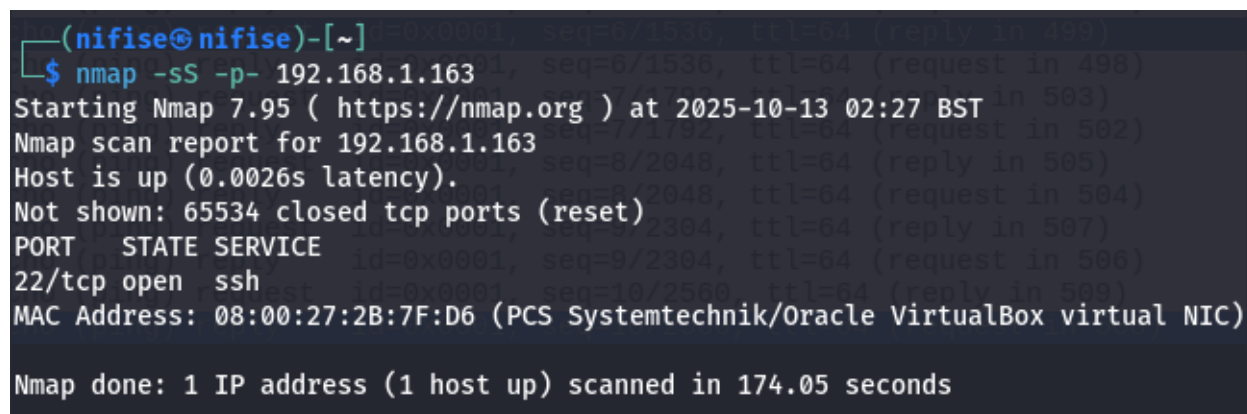 ┌──(nifise㉿nifise)-[~]
└─$ nmap -sS -p- 192.168.1.163
Starting Nmap 7.95 ( https://nmap.org ) at 2025-10-13 02:27 BST
Nmap scan report for 192.168.1.163
Host is up (0.0026s latency).
Not shown: 65534 closed tcp ports (reset)
PORT   STATE SERVICE
22/tcp open  ssh
MAC Address: 08:00:27:2B:7F:D6 (PCS Systemtechnik/Oracle VirtualBox virtual NIC)
Nmap done: 1 IP address (1 host up) scanned in 174.05 seconds